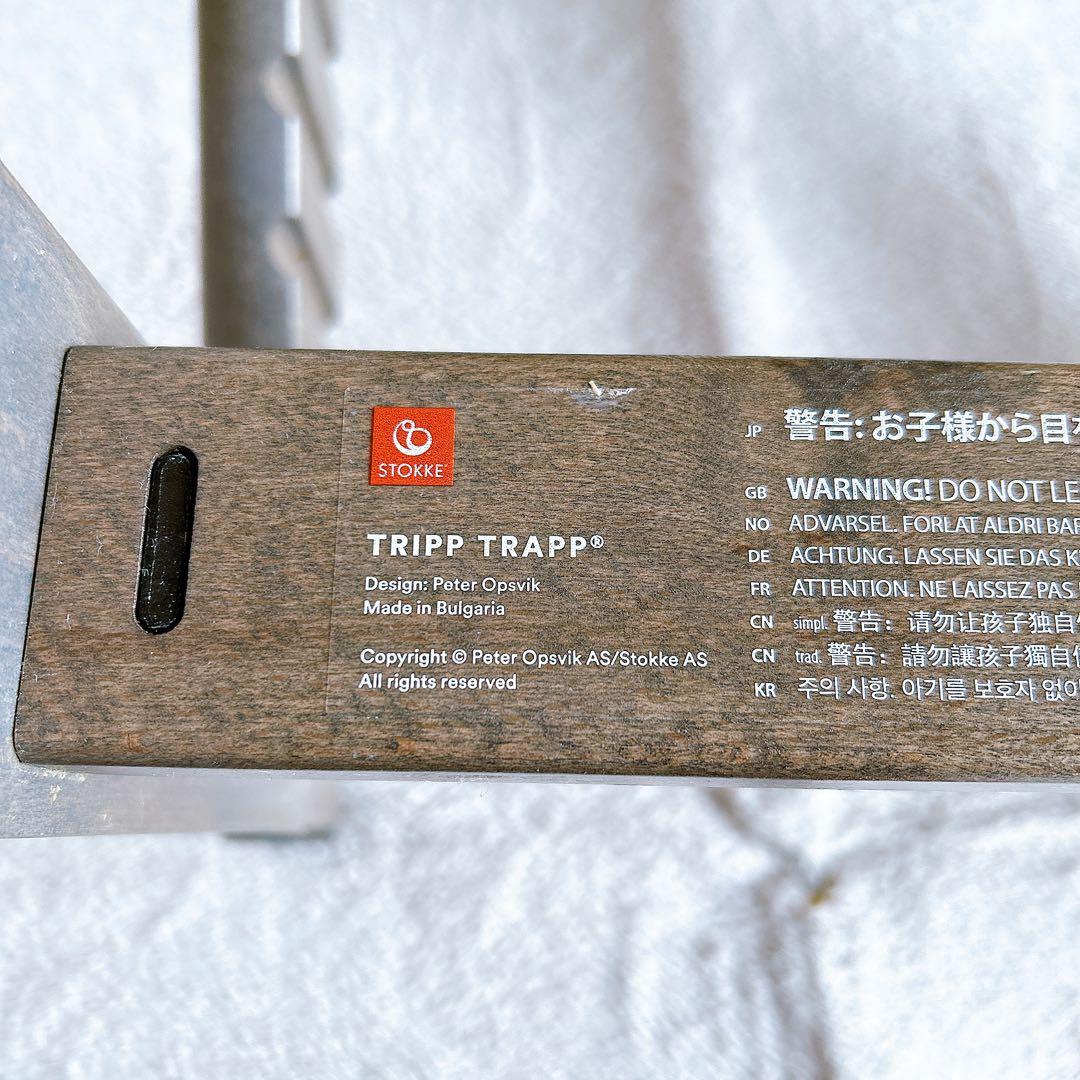 STOKKE
TRIPP TRAPP®
Design: Peter Opsvik
Made in Bulgaria
Copyright © Peter Opsvik AS/Stokke AS
All rights reserved
JP 警告: お子様から目
GB WARNING! DO NOT LE
NO ADVARSEL. FORLAT ALDRI BAR
DE ACHTUNG. LASSEN SIE DAS K
FR ATTENTION. NE LAISSEZ PAS
CN simpl. 警告：请勿让孩子独自
CN trad. 警告：請勿讓孩子獨自
KR 주의 사항. 아기를 보호자 없이